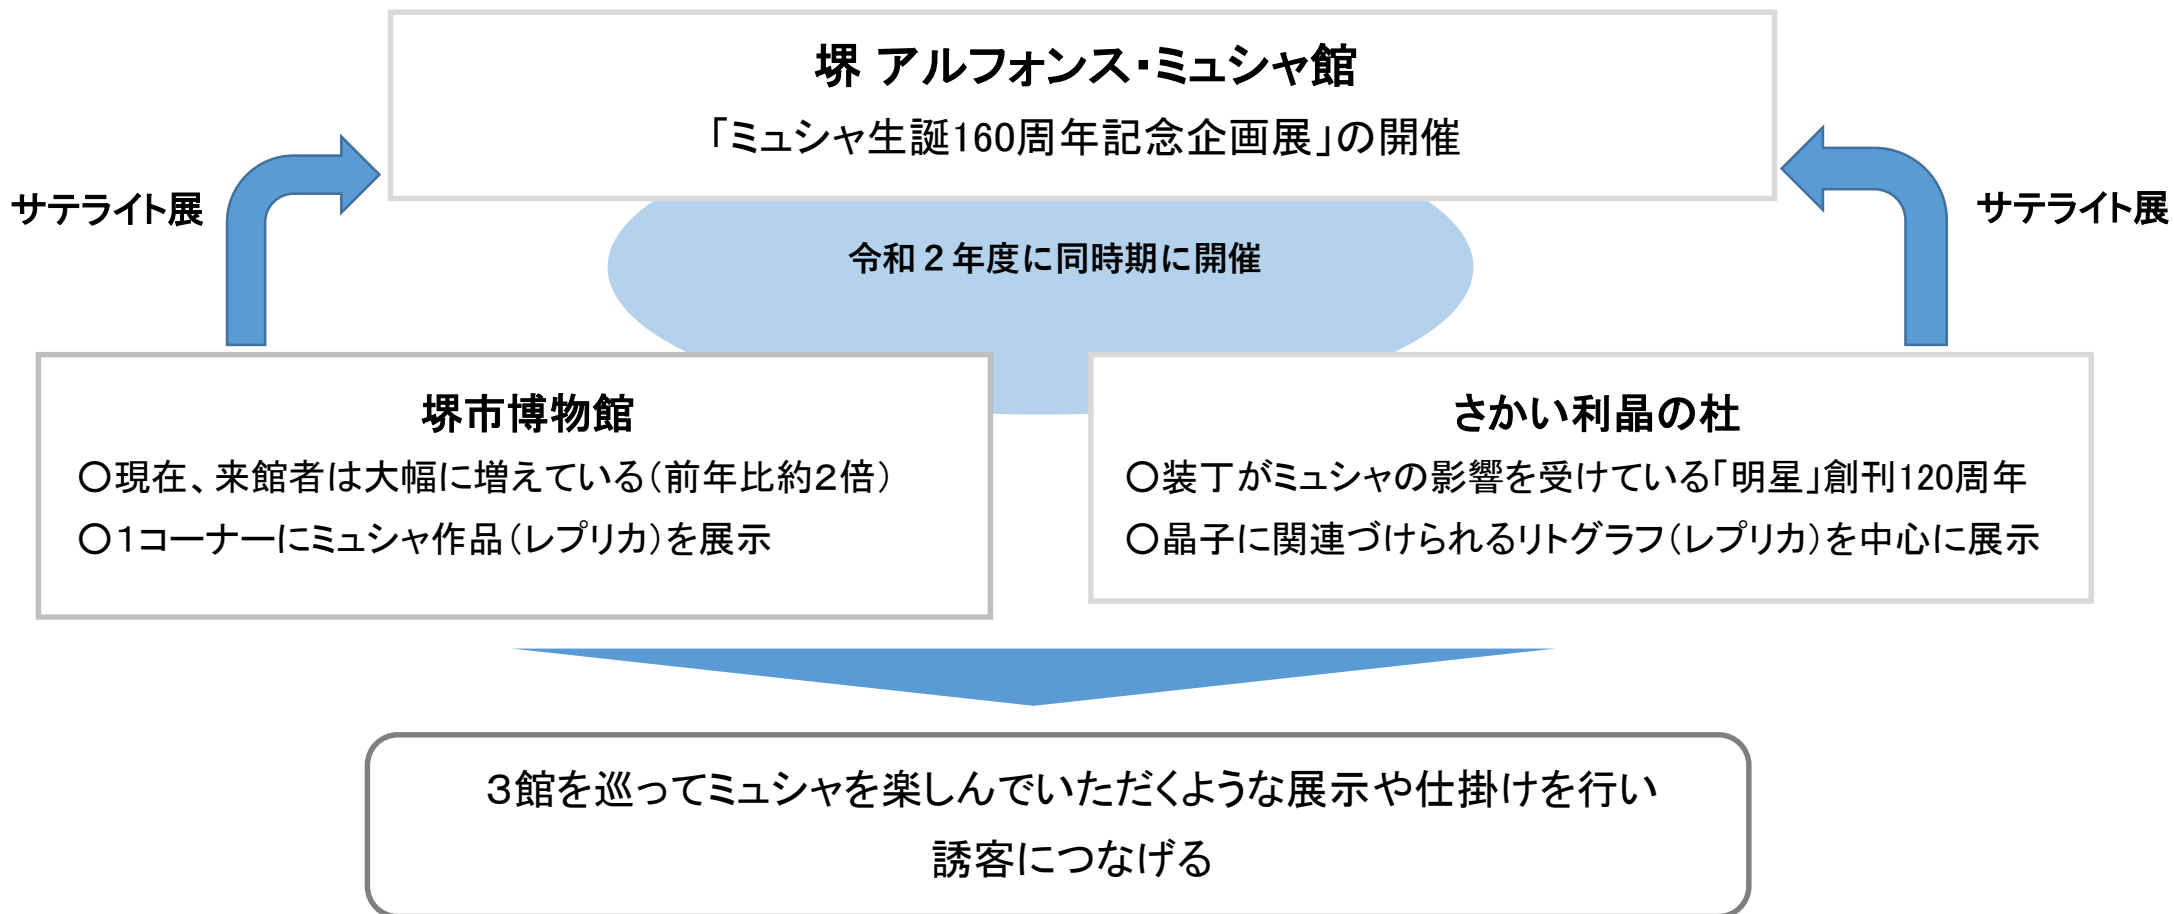 堺 アルフォンス・ミュシャ館
「ミュシャ生誕160周年記念企画展」の開催
サテライト展
サテライト展
令和２年度に同時期に開催
堺市博物館
○現在、来館者は大幅に増えている（前年比約２倍）
○１コーナーにミュシャ作品（レプリカ）を展示
さかい利晶の杜
○装丁がミュシャの影響を受けている「明星」創刊120周年
○晶子に関連づけられるリトグラフ（レプリカ）を中心に展示
３館を巡ってミュシャを楽しんでいただくような展示や仕掛けを行い
誘客につなげる